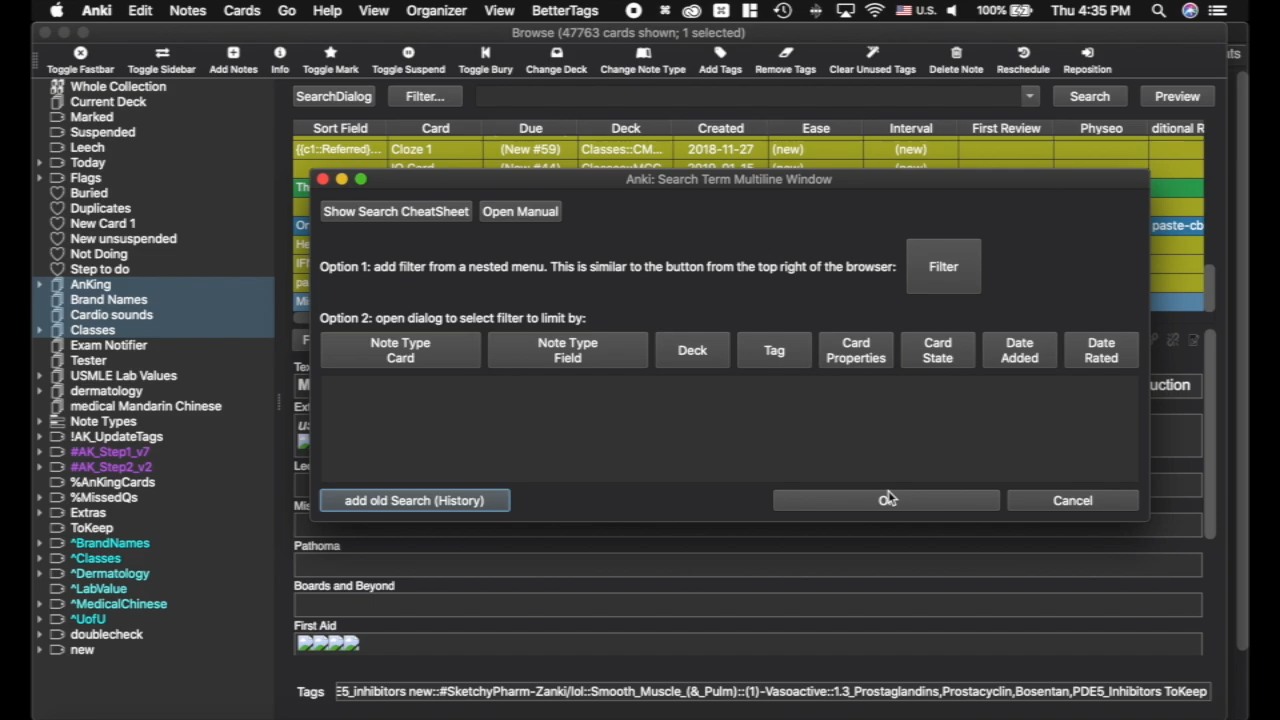 Anki Edit Notes Cards Go Help View Organizer View BetterTags U.S. 100% Thu 4:35 PM
Browse (47763 cards shown; 1 selected)
Toggle Fastbar Toggle Sidebar Add Notes Info Toggle Mark Toggle Suspend Toggle Bury Change Deck Change Note Type Add Tags Remove Tags Clear Unused Tags Delete Note Reschedule Reposition
Whole Collection
Current Deck
Marked
Suspended
Leech
Today
Flags
Buried
Duplicates
New Card 1
New unsuspended
Not Doing
Step to do
AnKing
Brand Names
Cardio sounds
Classes
Exam Notifier
Tester
USMLE Lab Values
dermatology
medical Mandarin Chinese
Note Types
!AK_UpdateTags
#AK_Step1_v7
#AK_Step2_v2
%AnKingCards
%MissedQs
Extras
ToKeep
^BrandNames
^Classes
^Dermatology
^LabValue
^MedicalChinese
^UofU
doublecheck
new
SearchDialog Filter... Search Preview
Sort Field Card Due Deck Created Ease Interval First Review Physeo ditional R
{{c1::Referred}... Cloze 1 (New #59) Classes::CM... 2018-11-27 (new) (new)
paste-cb
Anki: Search Term Multiline Window
Show Search CheatSheet Open Manual
Option 1: add filter from a nested menu. This is similar to the button from the top right of the browser: Filter
Option 2: open dialog to select filter to limit by:
Note Type Card
Note Type Field
Deck
Tag
Card Properties
Card State
Date Added
Date Rated
uction
add old Search (History) Cancel
Pathoma
Boards and Beyond
First Aid
Tags E5_inhibitors new::#SketchyPharm-Zanki/lol::Smooth_Muscle_(&_Pulm)::(1)-Vasoactive::1.3_Prostaglandins,Prostacyclin,Bosentan,PDE5_Inhibitors ToKeep